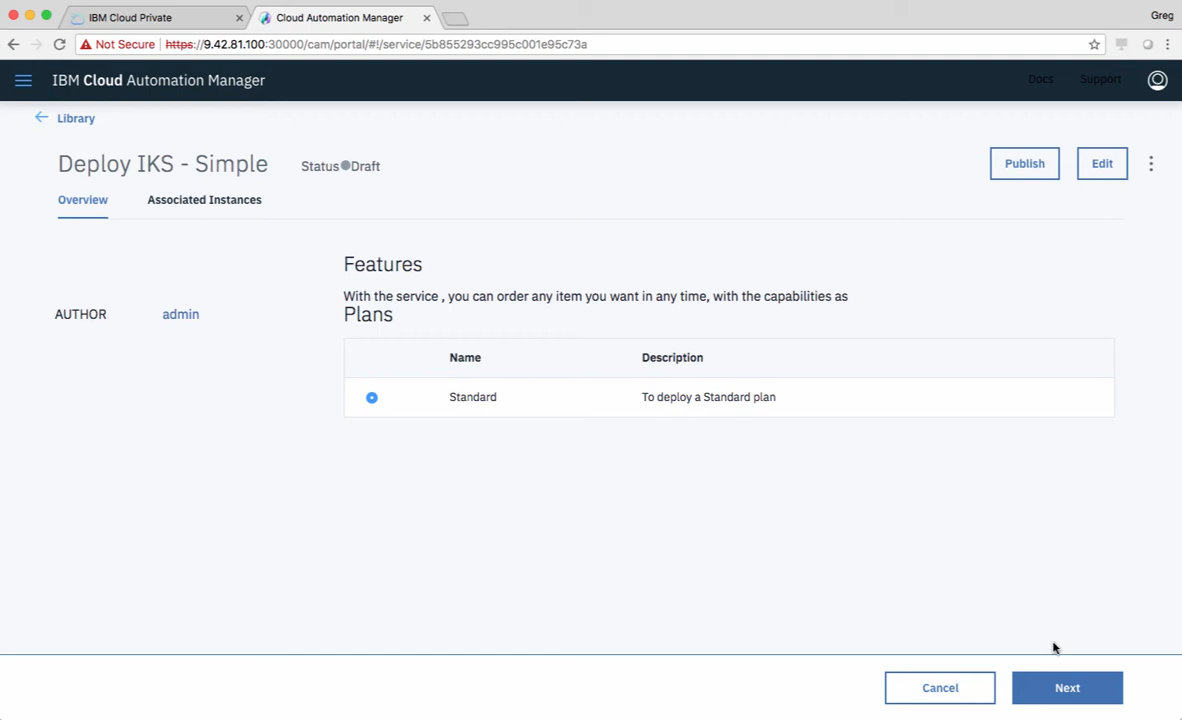 IBM Cloud Private
Cloud Automation Manager
Greg
Not Secure https://9.42.81.100:30000/cam/portal/#!/service/5b855293cc995c001e95c73a
IBM Cloud Automation Manager
Docs
Support
Library
Deploy IKS - Simple
Status Draft
Publish
Edit
Overview
Associated Instances
Features
With the service , you can order any item you want in any time, with the capabilities as
AUTHOR admin
Plans
Name Description
Standard To deploy a Standard plan
Cancel
Next